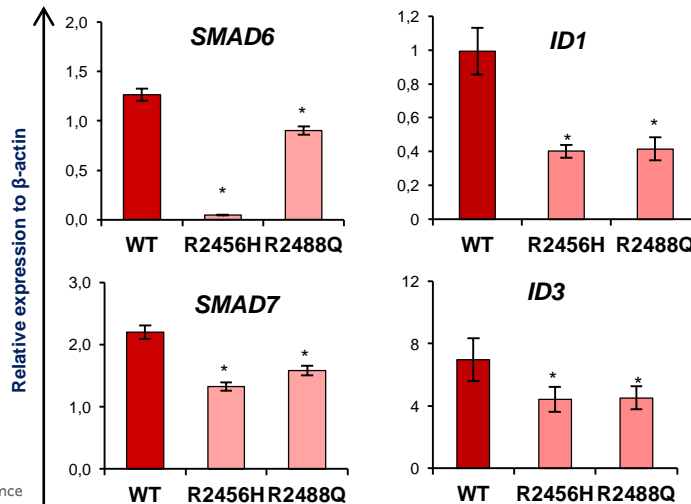 Relative expression to β-actin
SMAD6
2,0
1,5
1,0
0,5
0,0
*
*
WT R2456H R2488Q
ID1
1,2
1
0,8
0,6
0,4
0,2
0
*
*
WT R2456H R2488Q
SMAD7
3,0
2,0
1,0
0,0
*
*
WT R2456H R2488Q
ID3
12
8
4
0
*
*
WT R2456H R2488Q
nce